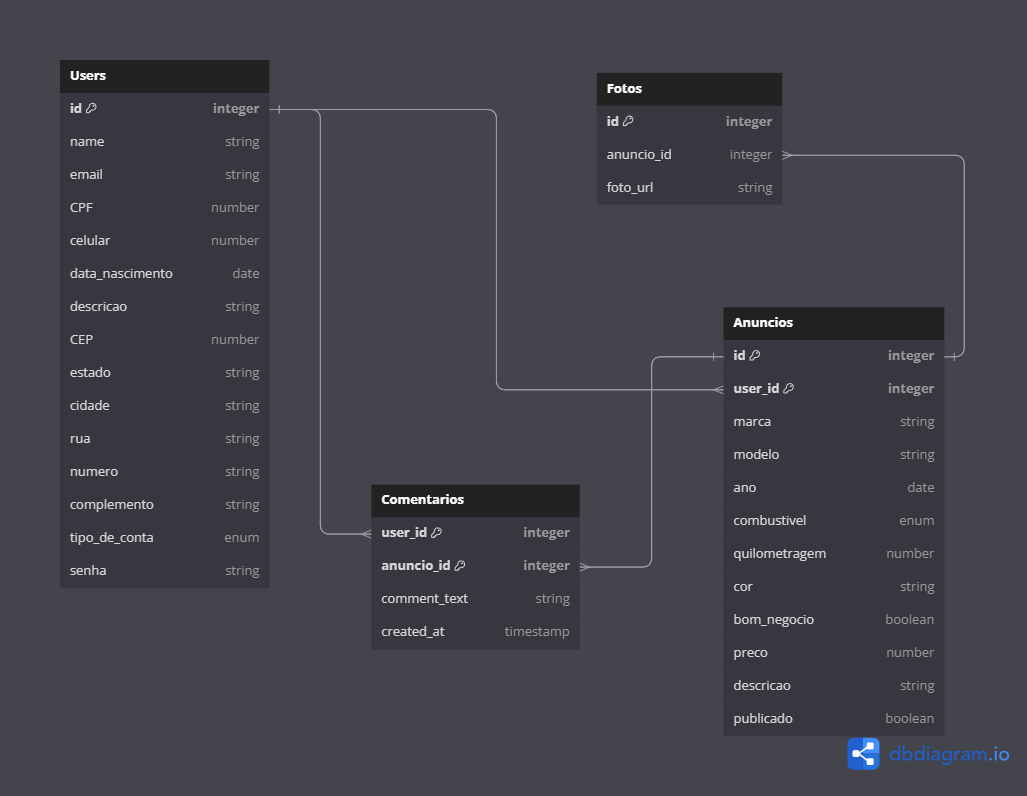 Users
id integer
name string
email string
CPF number
celular number
data_nascimento date
descricao string
CEP number
estado string
cidade string
rua string
numero string
complemento string
tipo_de_conta enum
senha string
Fotos
id integer
anuncio_id integer
foto_url string
Anuncios
id integer
user_id integer
marca string
modelo string
ano date
combustivel enum
quilometragem number
cor string
bom_negocio boolean
preco number
descricao string
publicado boolean
Comentarios
user_id integer
anuncio_id integer
comment_text string
created_at timestamp
dbdiagram.io